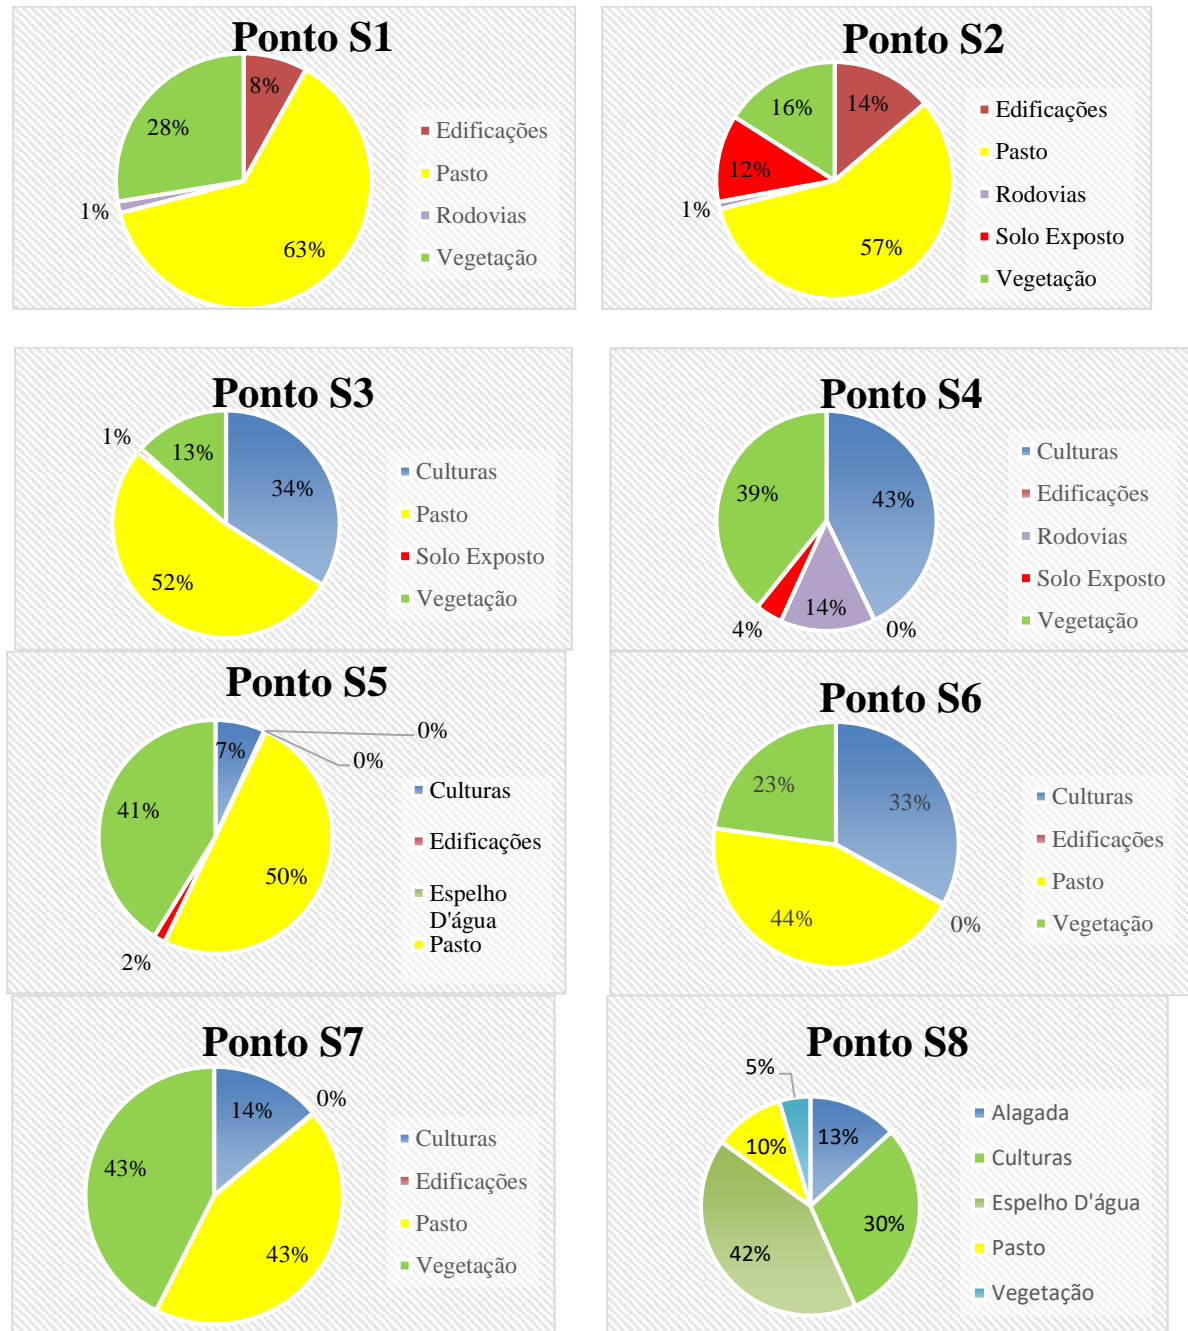 Ponto S1
8%
28%
1%
63%
Edificações
Pasto
Rodovias
Vegetação
Ponto S2
16%
14%
12%
1%
57%
Edificações
Pasto
Rodovias
Solo Exposto
Vegetação
Ponto S3
1%
13%
34%
52%
Culturas
Pasto
Solo Exposto
Vegetação
Ponto S4
39%
43%
14%
4%
0%
Culturas
Edificações
Rodovias
Solo Exposto
Vegetação
Ponto S5
7%
0%
0%
41%
50%
2%
Culturas
Edificações
Espelho
D'água
Pasto
Ponto S6
23%
33%
44%
0%
Culturas
Edificações
Pasto
Vegetação
Ponto S7
14%
0%
43%
43%
Culturas
Edificações
Pasto
Vegetação
Ponto S8
5%
10%
13%
30%
42%
Alagada
Culturas
Espelho D'água
Pasto
Vegetação